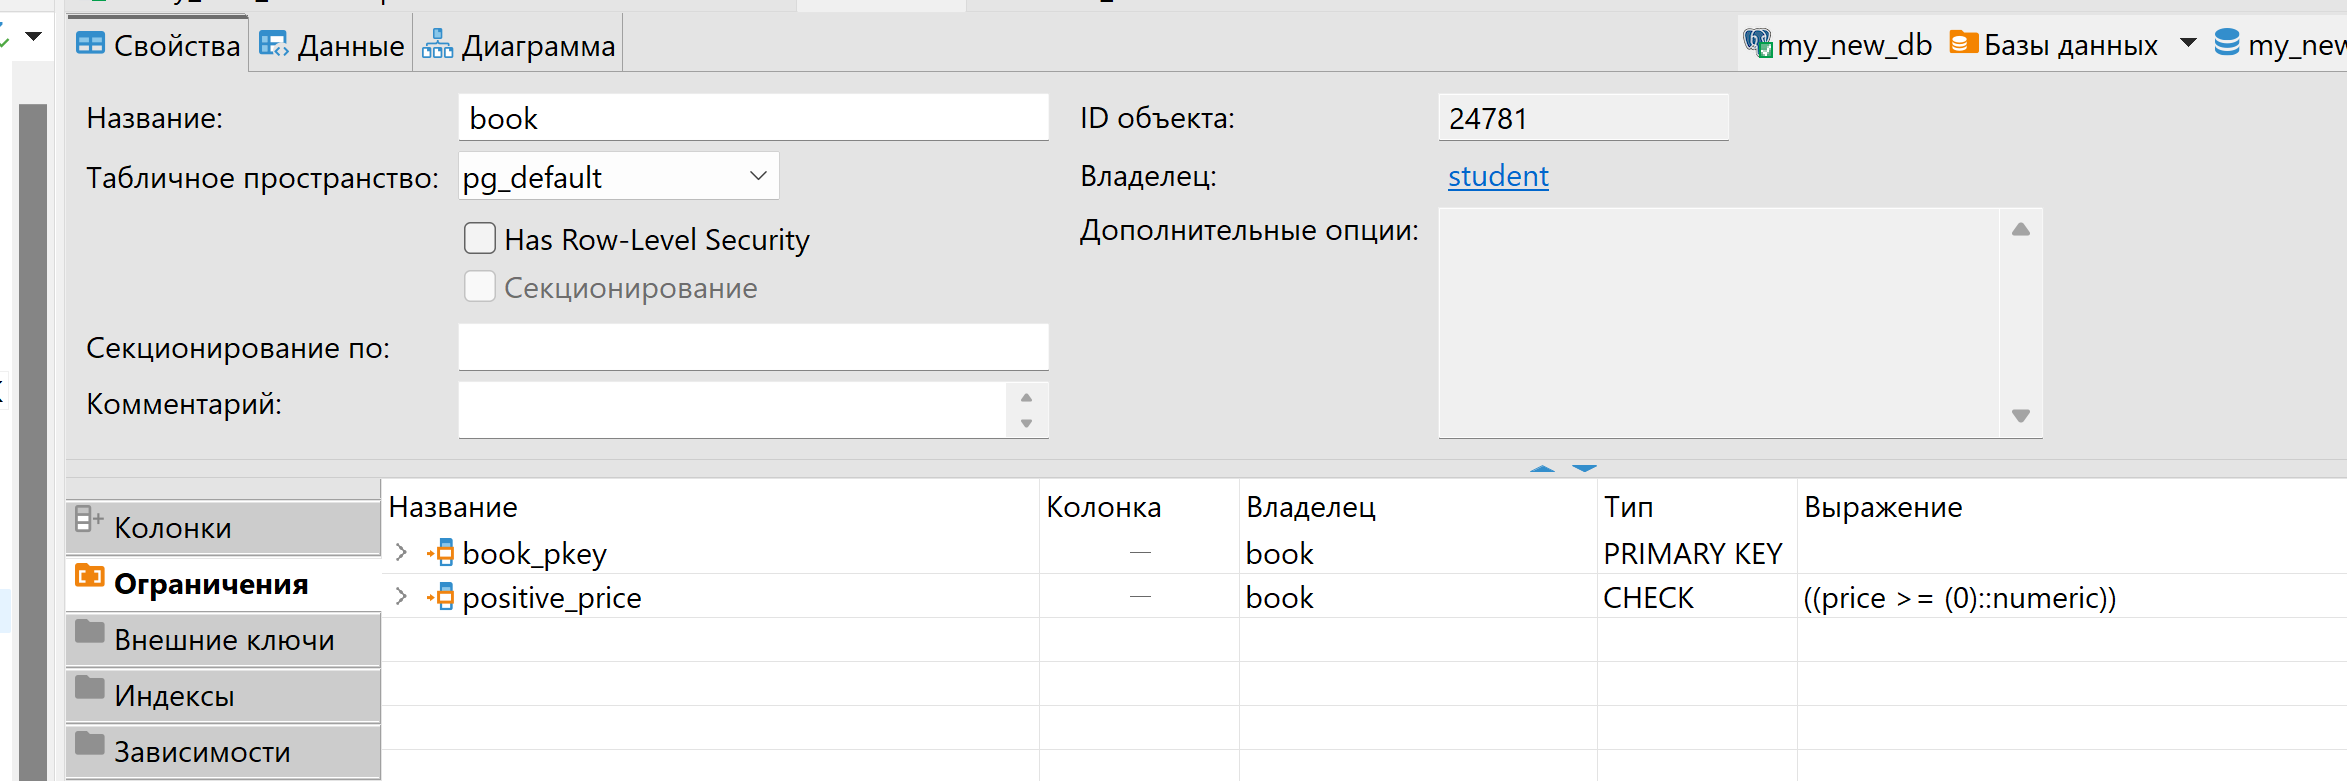 Свойства Данные Диаграмма my_new_db Базы данных
Название: book ID объекта: 24781
Табличное пространство: pg_default Владелец: student
Has Row-Level Security Дополнительные опции:
Секционирование
Секционирование по:
Комментарий:
Название Колонка Владелец Тип Выражение
Колонки
book_pkey book PRIMARY KEY
Ограничения
positive_price book CHECK ((price >= (0)::numeric))
Внешние ключи
Индексы
Зависимости